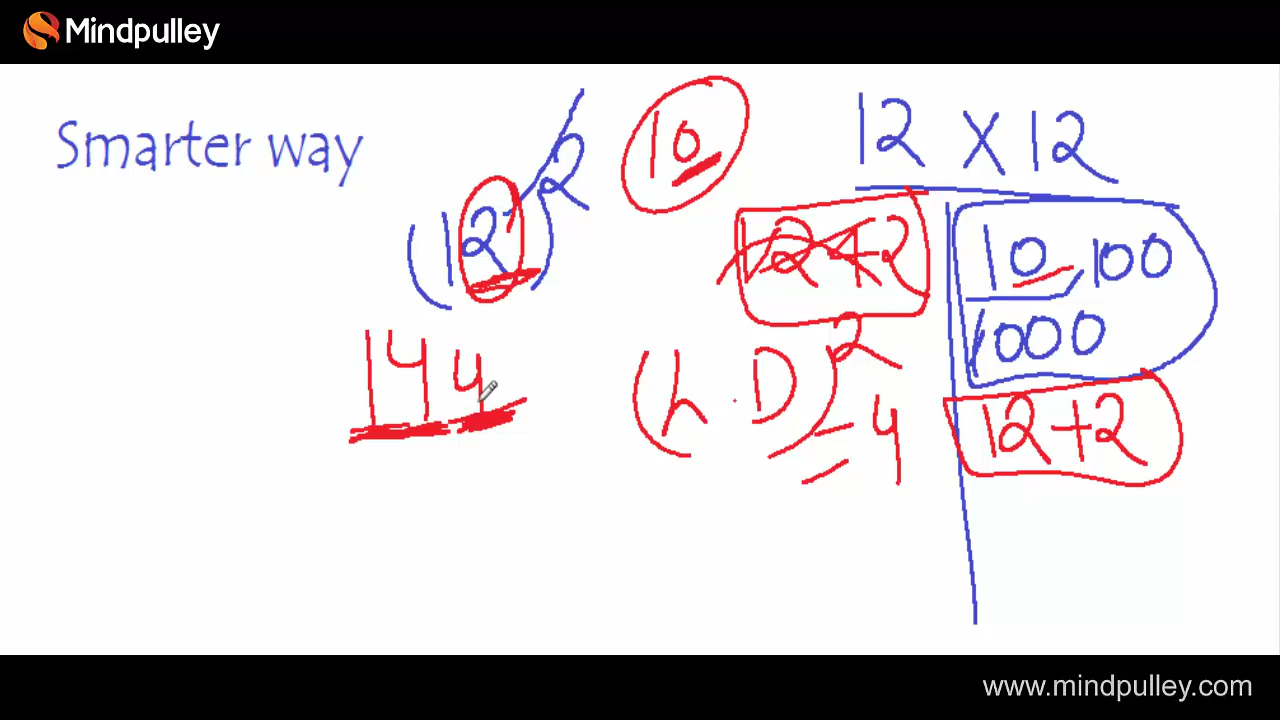 Mindpulley
Smarter way
(12)²
10
12 X 12
12+2
10, 100
1000
144
(h.D)²
= 4
12+2
www.mindpulley.com